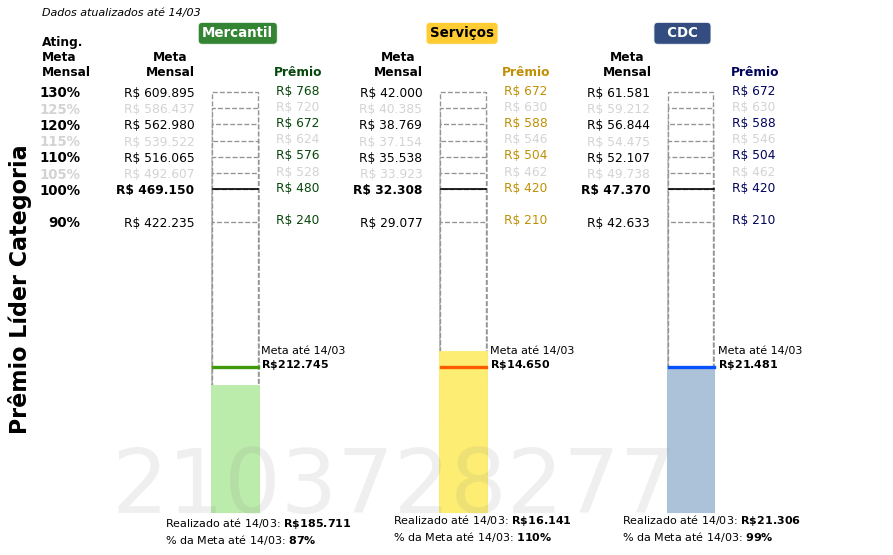 Dados atualizados até 14/03
Mercantil Serviços CDC
Ating. Meta Mensal
Meta Mensal Prêmio Meta Mensal Prêmio Meta Mensal Prêmio
130% R$ 609.895 R$ 768 R$ 42.000 R$ 672 R$ 61.581 R$ 672
125% R$ 586.437 R$ 720 R$ 40.385 R$ 630 R$ 59.212 R$ 630
120% R$ 562.980 R$ 672 R$ 38.769 R$ 588 R$ 56.844 R$ 588
115% R$ 539.522 R$ 624 R$ 37.154 R$ 546 R$ 54.475 R$ 546
110% R$ 516.065 R$ 576 R$ 35.538 R$ 504 R$ 52.107 R$ 504
105% R$ 492.607 R$ 528 R$ 33.923 R$ 462 R$ 49.738 R$ 462
100% R$ 469.150 R$ 480 R$ 32.308 R$ 420 R$ 47.370 R$ 420
90% R$ 422.235 R$ 240 R$ 29.077 R$ 210 R$ 42.633 R$ 210
Prêmio Líder Categoria
Meta até 14/03 Meta até 14/03 Meta até 14/03
R$212.745 R$14.650 R$21.481
2103728277
Realizado até 14/03: R$185.711 Realizado até 14/03: R$16.141 Realizado até 14/03: R$21.306
% da Meta até 14/03: 87% % da Meta até 14/03: 110% % da Meta até 14/03: 99%